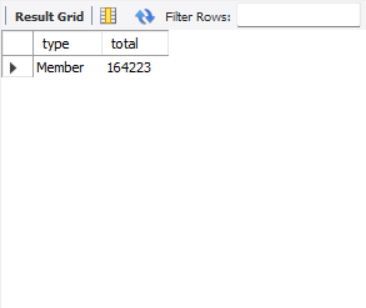 Result Grid Filter Rows:
type total
Member 164223